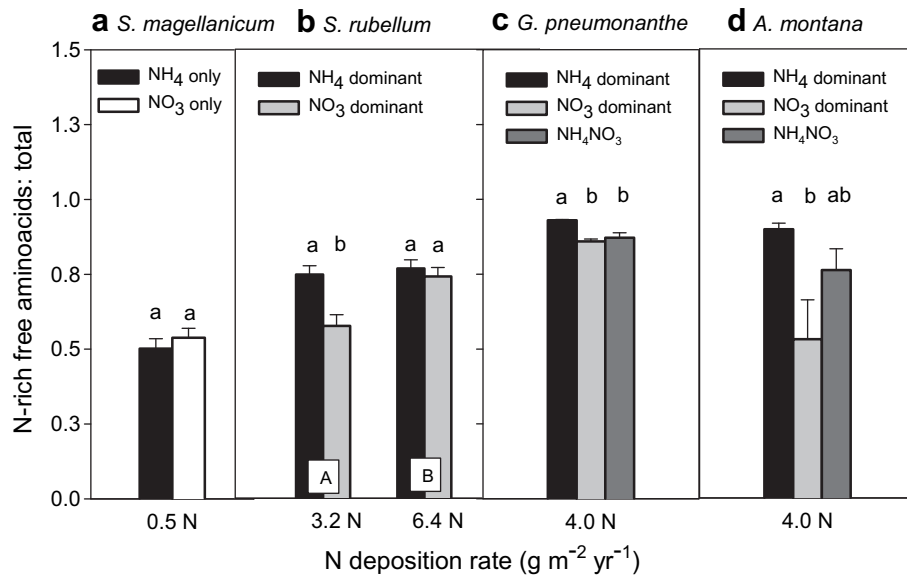 a S. magellanicum
b S. rubellum
c G. pneumonanthe
d A. montana
N-rich free aminoacids: total
1.5
1.3
1.0
0.8
0.5
0.3
0.0
NH4 only
NO3 only
a a
0.5 N
NH4 dominant
NO3 dominant
a b a a
A B
3.2 N 6.4 N
NH4 dominant
NO3 dominant
NH4NO3
a b b
4.0 N
NH4 dominant
NO3 dominant
NH4NO3
a b ab
4.0 N
N deposition rate (g m⁻² yr⁻¹)